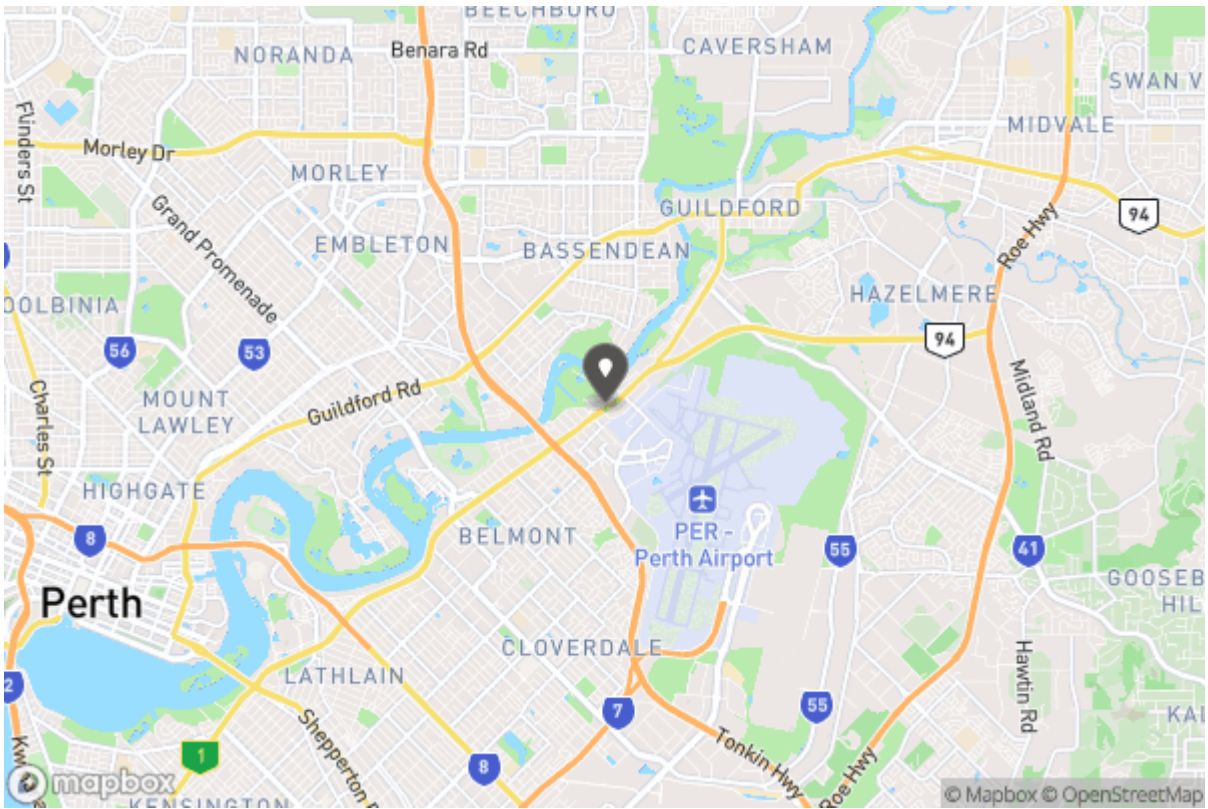 BEECHBORO
NORANDA
Benara Rd
CAVERSHAM
SWAN V
Flinders St
MIDVALE
Morley Dr
MORLEY
GUILDFORD
94
Grand Promenade
EMBLETON
BASSENDEAN
Roe Hwy
OOLBINIA
HAZELMERE
94
56
53
Charles St
MOUNT
LAWLEY
Guildford Rd
Midland Rd
HIGHGATE
8
BELMONT
PER -
Perth Airport
55
41
Perth
GOOSEB
HIL
CLOVERDALE
LATHLAIN
Hawtin Rd
2
7
55
KAL
Shepperton R
Tonkin Hwy
1
8
Roe Hwy
Kw
mapbox
KENSINGTON
© Mapbox © OpenStreetMap